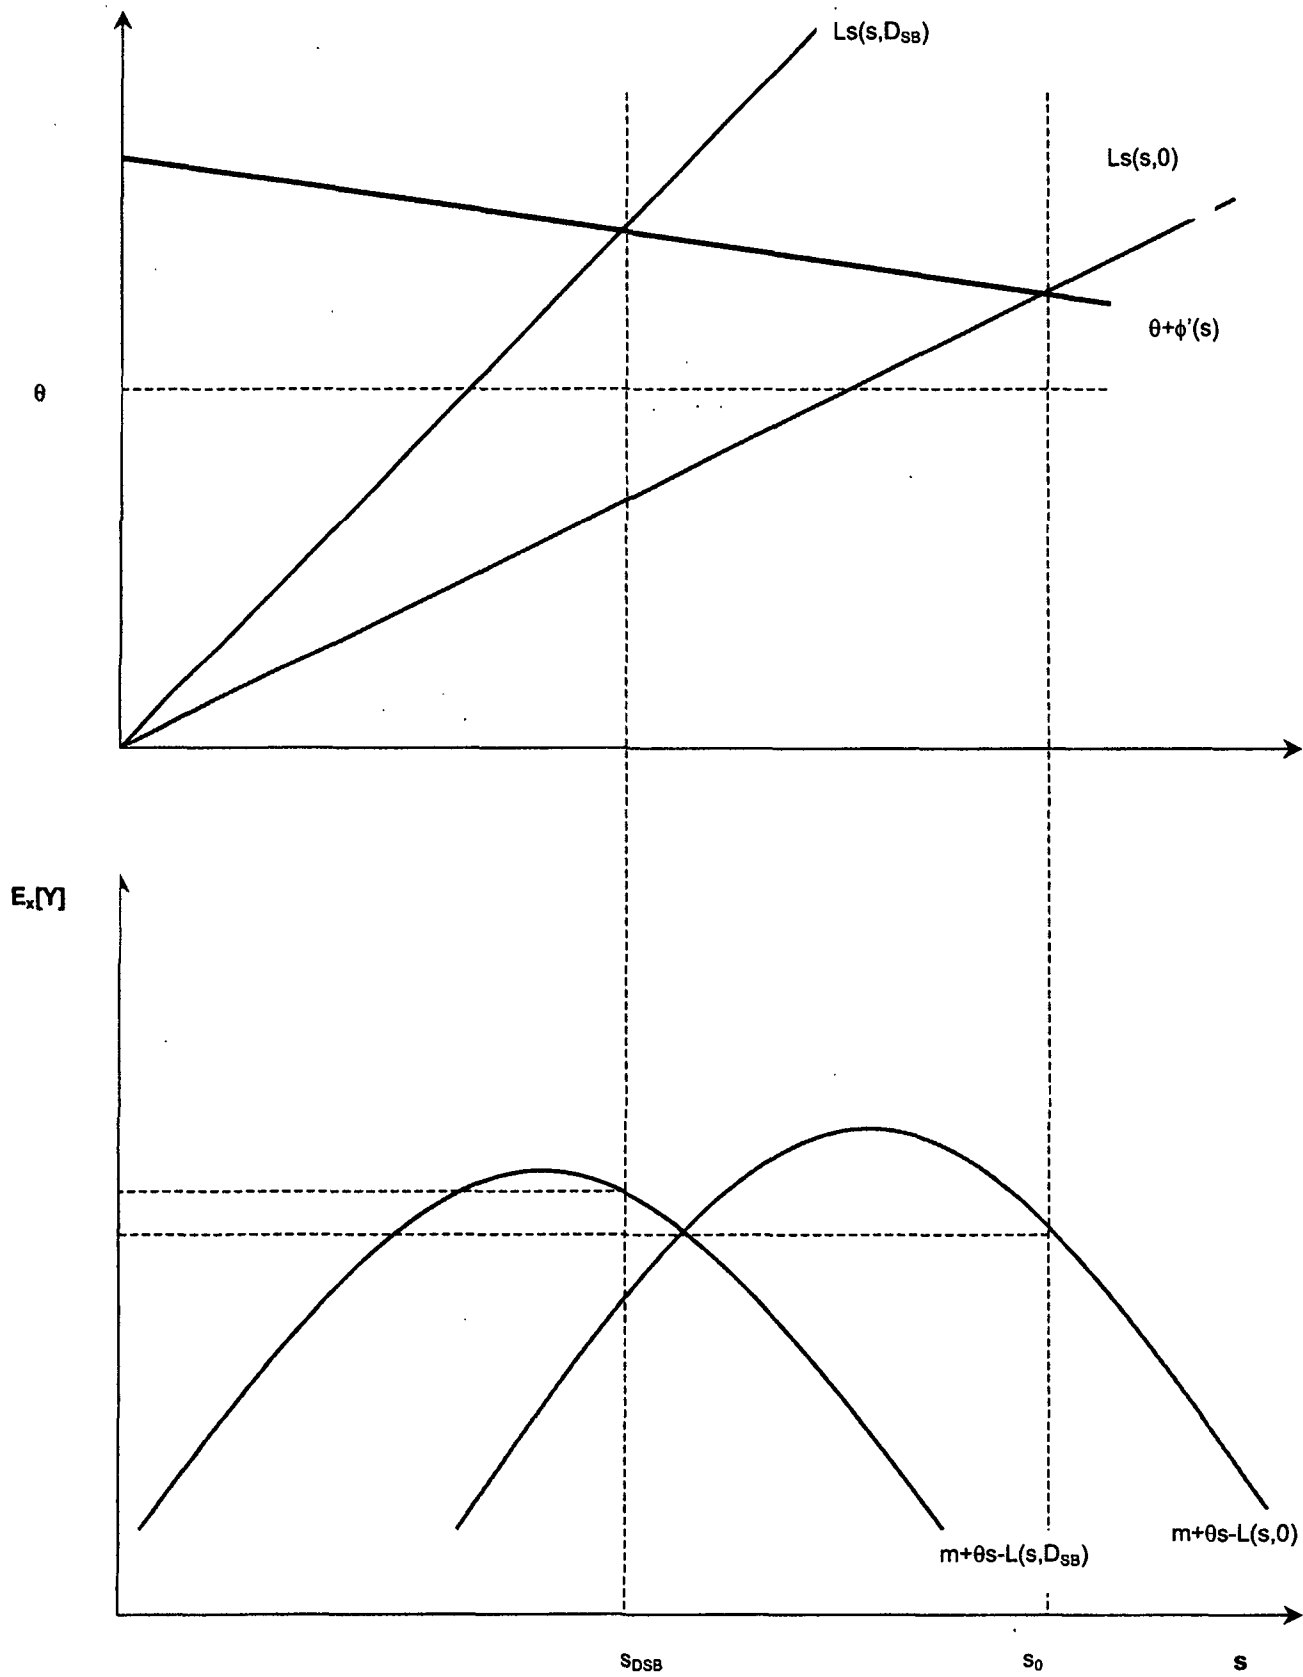 Ls(s,D_SB)
Ls(s,0)
θ+ϕ'(s)
θ
E_x[Y]
m+θs-L(s,D_SB)
m+θs-L(s,0)
s_DSB
s_0
s